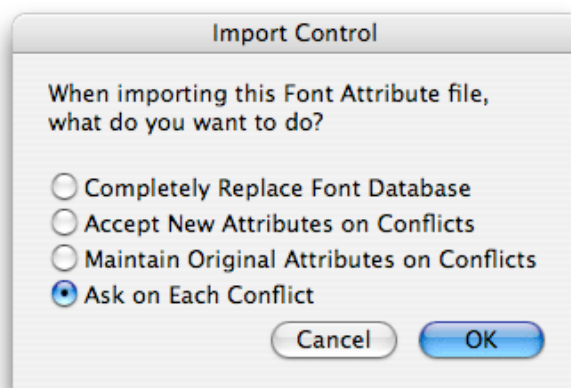 Import Control
When importing this Font Attribute file,
what do you want to do?
Completely Replace Font Database
Accept New Attributes on Conflicts
Maintain Original Attributes on Conflicts
Ask on Each Conflict
Cancel OK